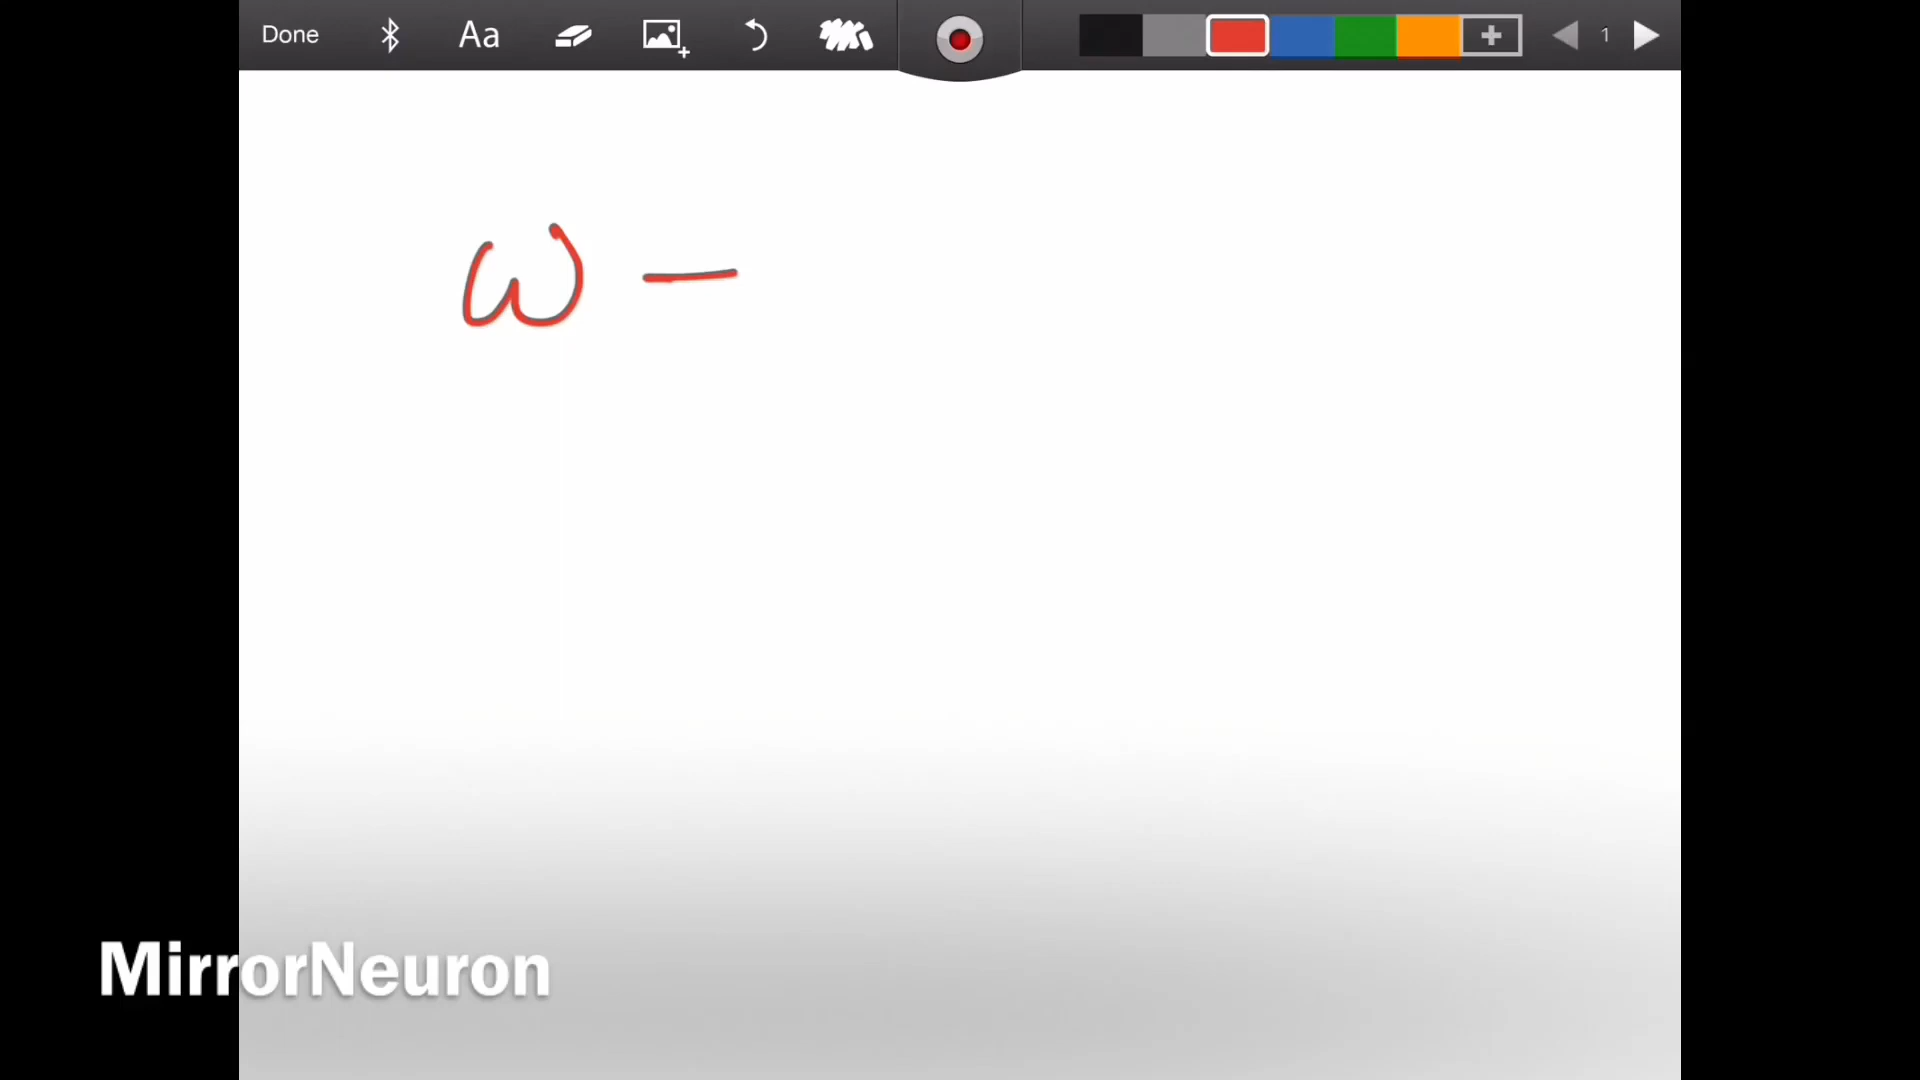 Done Aa 1
ω —
MirrorNeuron